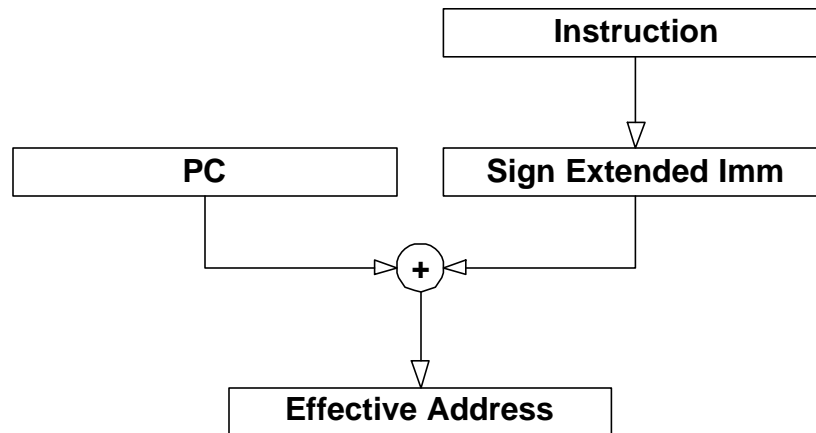 Instruction
PC
Sign Extended Imm
+
Effective Address